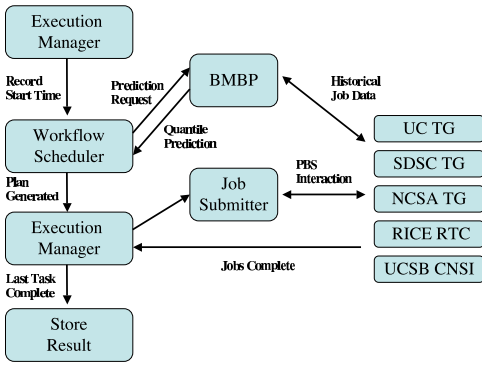 Execution
Manager
Record
Start Time
Prediction
Request
BMBP
Historical
Job Data
Quantile
Prediction
Workflow
Scheduler
UC TG
SDSC TG
NCSA TG
RICE RTC
UCSB CNSI
Plan
Generated
Job
Submitter
PBS
Interaction
Execution
Manager
Jobs Complete
Last Task
Complete
Store
Result